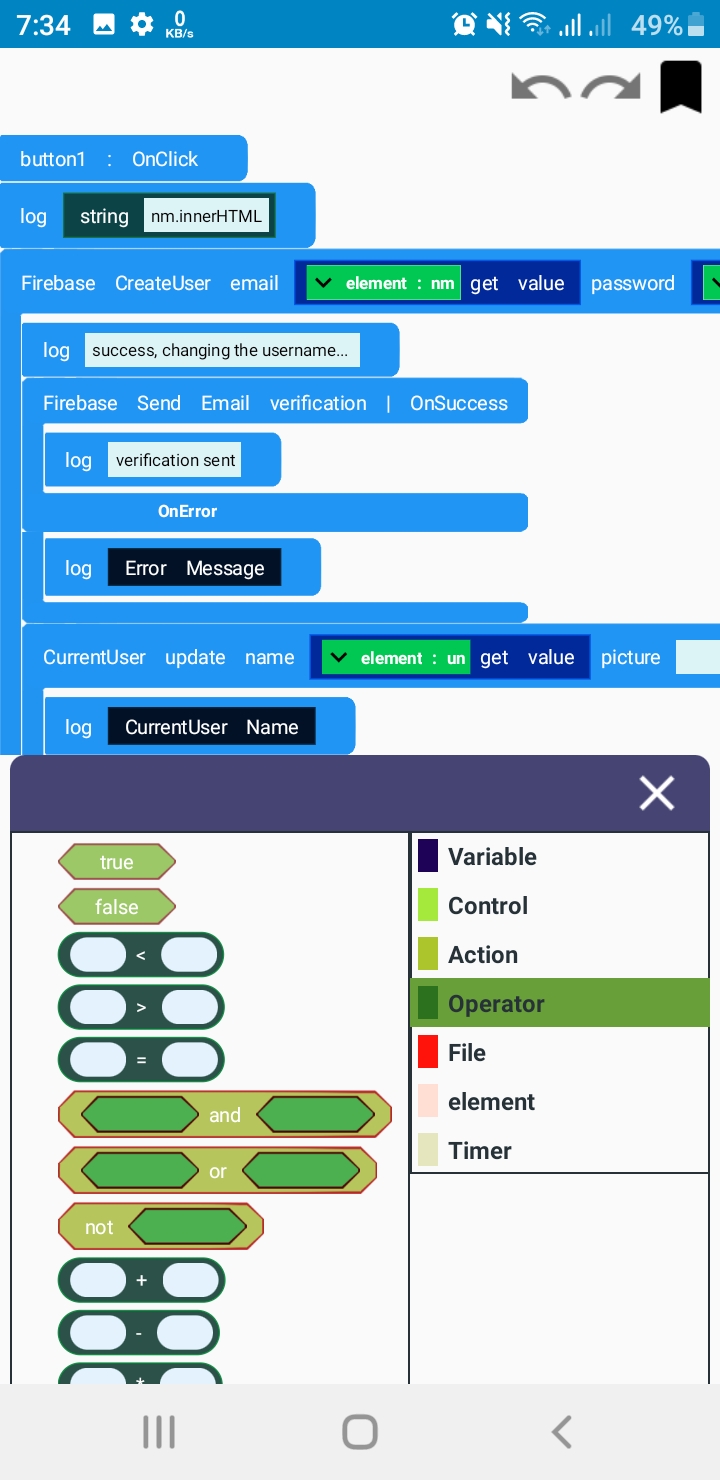 7:34 0 KB/s 49%
button1 : OnClick
log string nm.innerHTML
Firebase CreateUser email element : nm get value password
log success, changing the username...
Firebase Send Email verification | OnSuccess
log verification sent
OnError
log Error Message
CurrentUser update name element : un get value picture
log CurrentUser Name
true
false
<
>
=
and
or
not
+
-
*
Variable
Control
Action
Operator
File
element
Timer